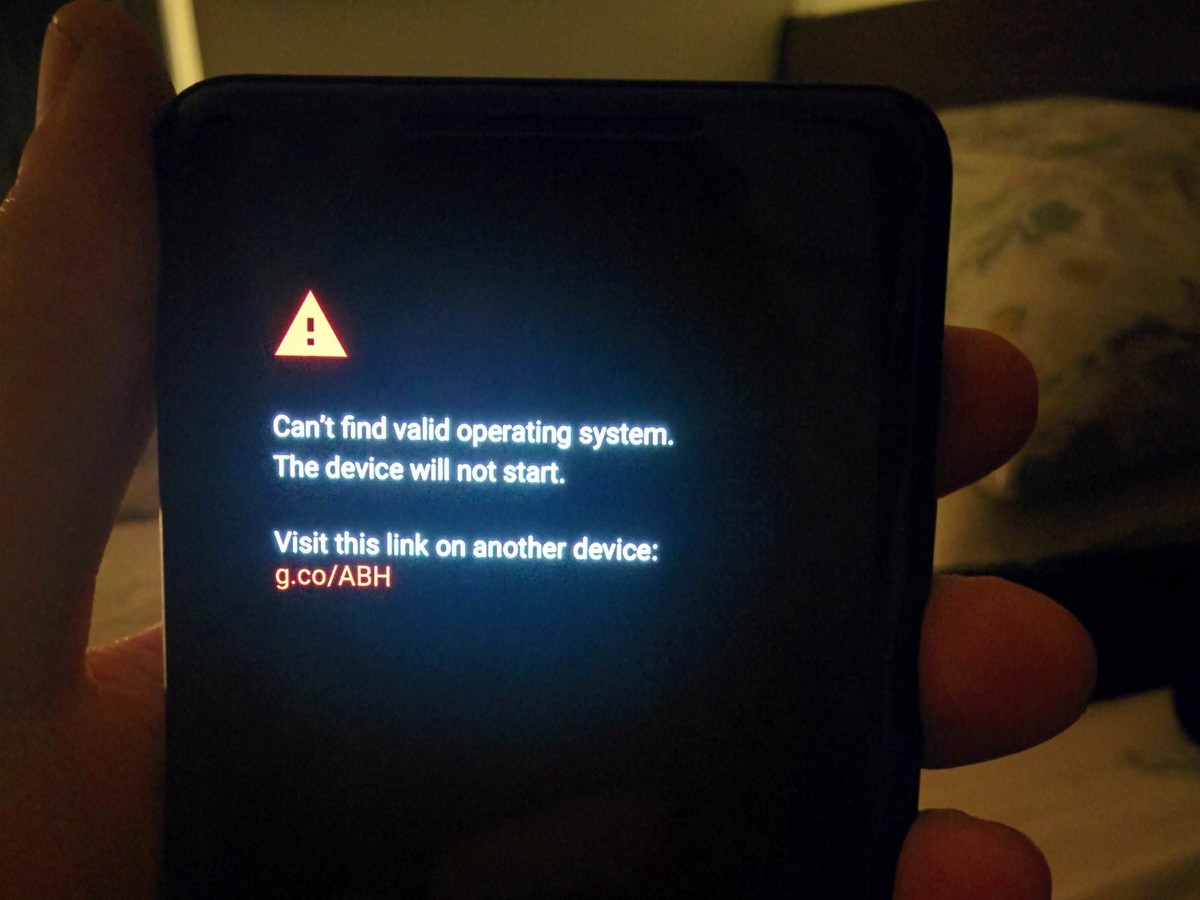 Can't find valid operating system.
The device will not start.
Visit this link on another device:
g.co/ABH